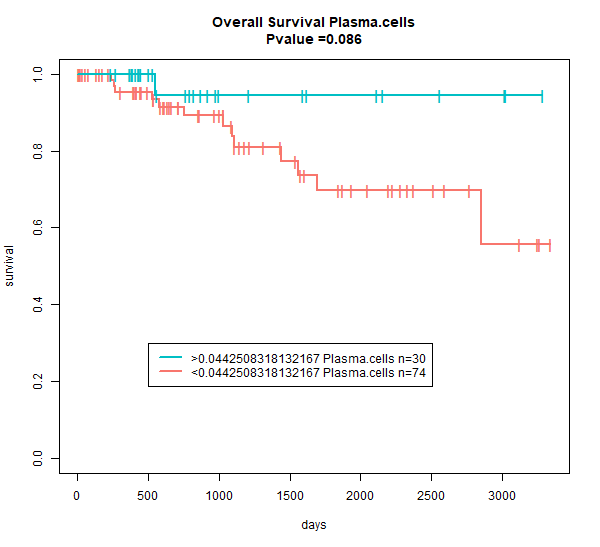 Overall Survival Plasma.cells
Pvalue =0.086
1.0
0.8
0.6
0.4
0.2
0.0
survival
>0.0442508318132167 Plasma.cells n=30
<0.0442508318132167 Plasma.cells n=74
0 500 1000 1500 2000 2500 3000
days